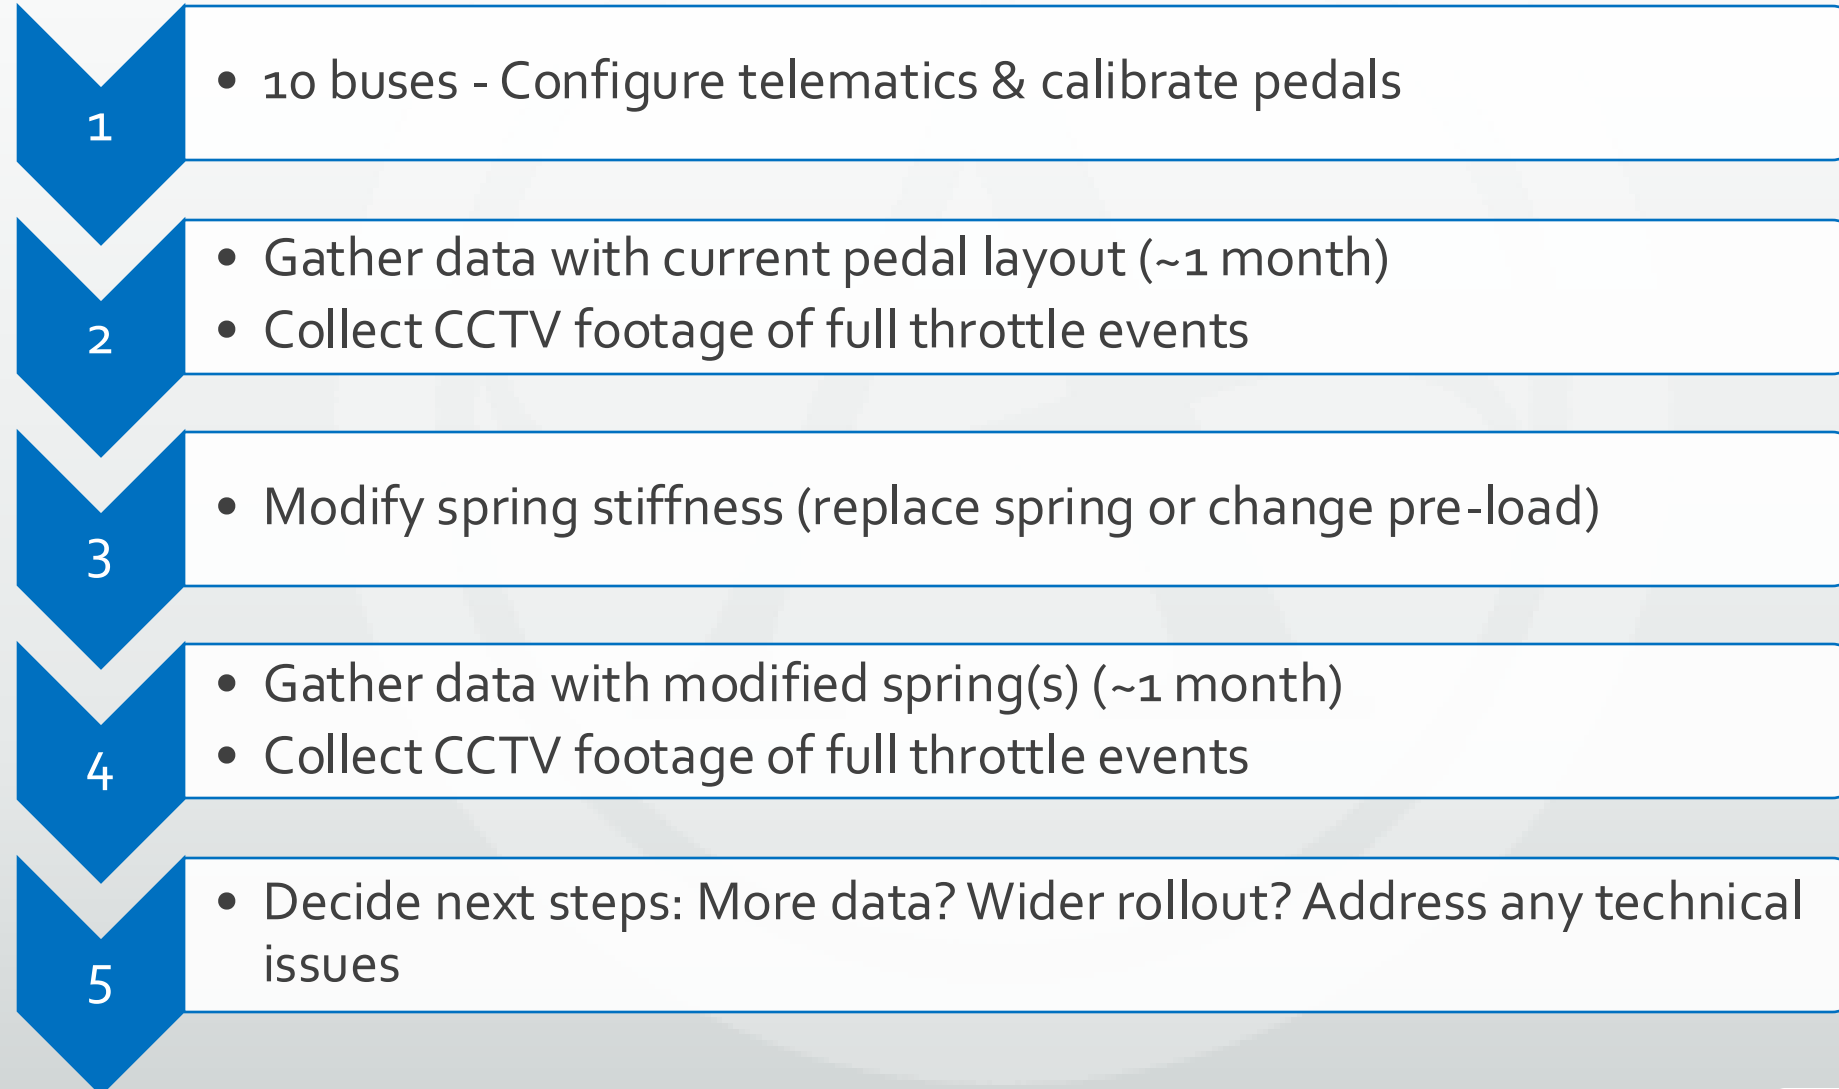 1
• 10 buses - Configure telematics & calibrate pedals
2
• Gather data with current pedal layout (~1 month)
• Collect CCTV footage of full throttle events
3
• Modify spring stiffness (replace spring or change pre-load)
4
• Gather data with modified spring(s) (~1 month)
• Collect CCTV footage of full throttle events
5
• Decide next steps: More data? Wider rollout? Address any technical
issues